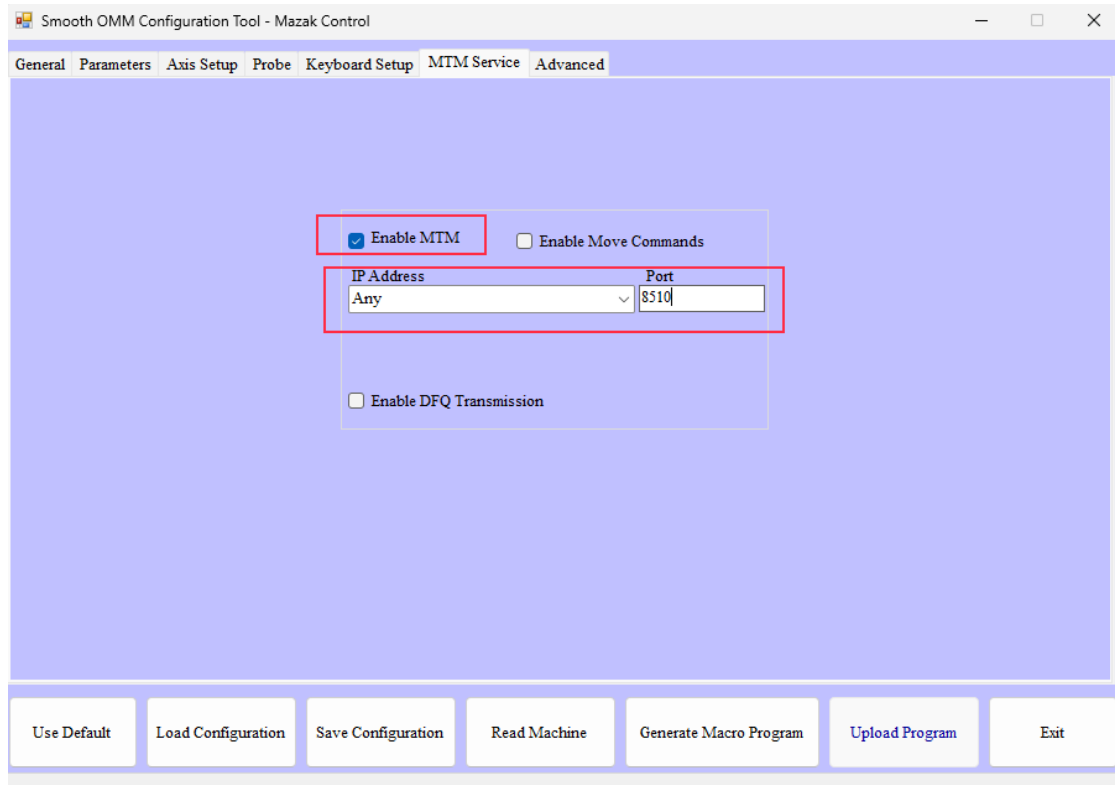 Smooth OMM Configuration Tool - Mazak Control
General Parameters Axis Setup Probe Keyboard Setup MTM Service Advanced
Enable MTM Enable Move Commands
IP Address Port
Any 8510
Enable DFQ Transmission
Use Default Load Configuration Save Configuration Read Machine Generate Macro Program Upload Program Exit